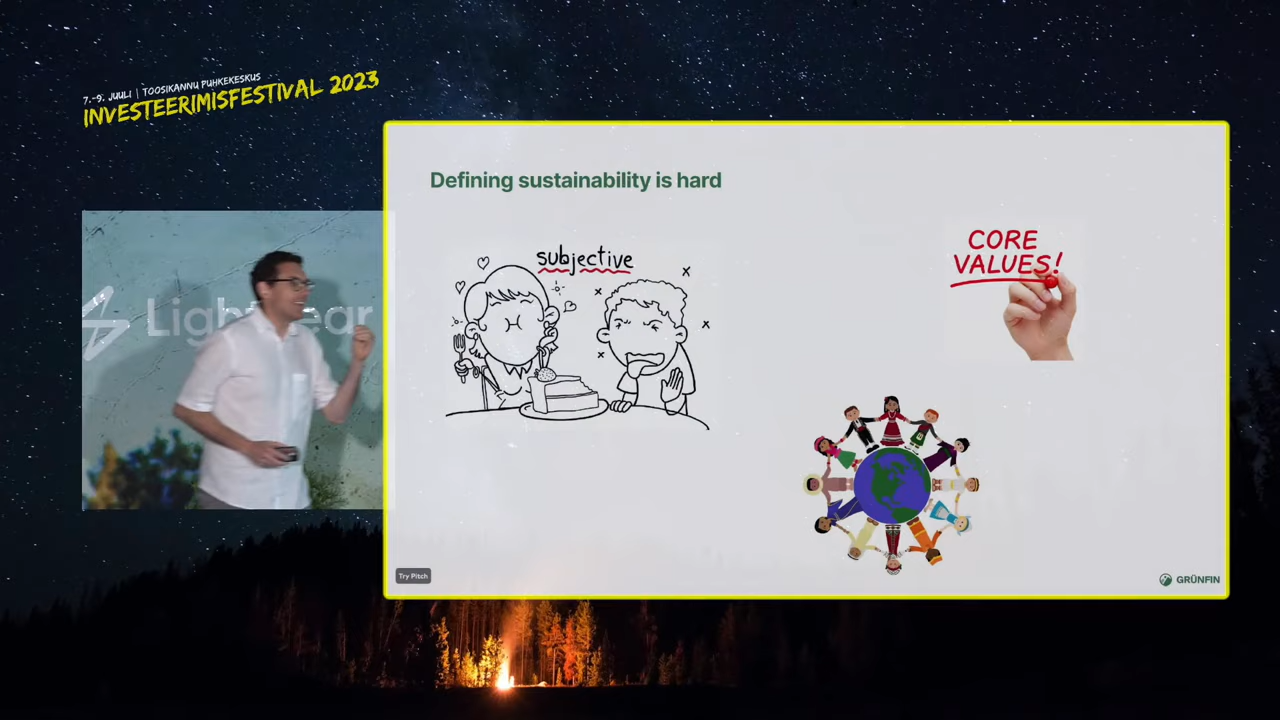 7.-9. JUULI | TOOSIKANNU PUHKEKESKUS
INVESTEERIMISFESTIVAL 2023
Defining sustainability is hard
subjective
CORE
VALUES!
Try Pitch
GRÜNFIN